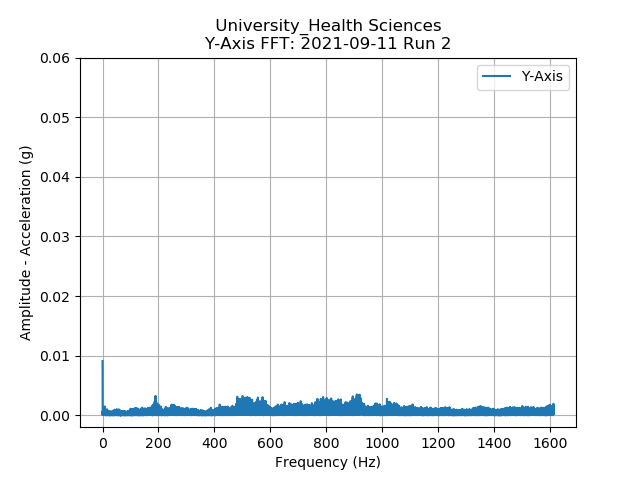 University_Health Sciences
Y-Axis FFT: 2021-09-11 Run 2
Y-Axis
0.06
0.05
0.04
0.03
0.02
0.01
0.00
Amplitude - Acceleration (g)
0 200 400 600 800 1000 1200 1400 1600
Frequency (Hz)